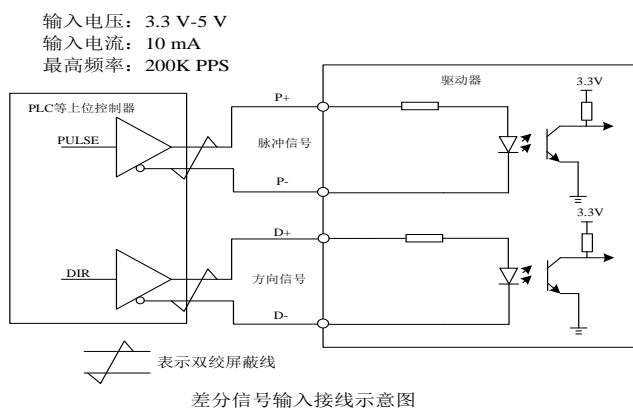 输入电压：3.3 V-5 V
输入电流：10 mA
最高频率：200K PPS
PLC等上位控制器
PULSE
DIR
P+
脉冲信号
P-
D+
方向信号
D-
驱动器
3.3V
3.3V
表示双绞屏蔽线
差分信号输入接线示意图